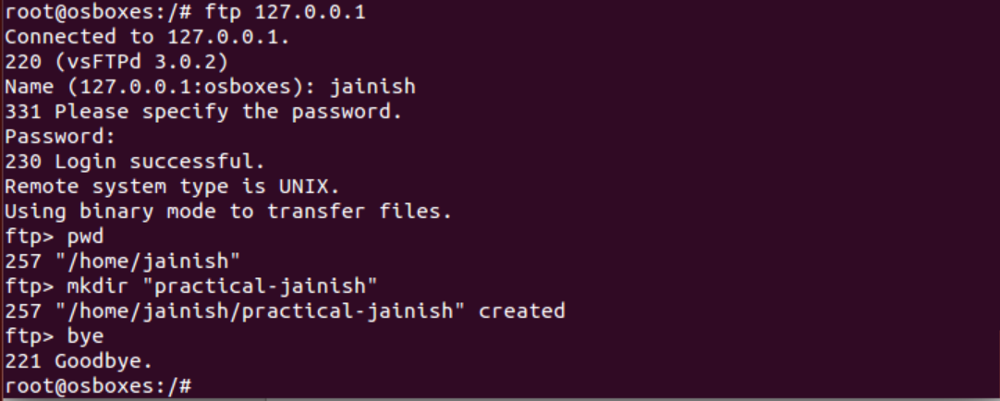 root@osboxes:/# ftp 127.0.0.1
Connected to 127.0.0.1.
220 (vsFTPd 3.0.2)
Name (127.0.0.1:osboxes): jainish
331 Please specify the password.
Password:
230 Login successful.
Remote system type is UNIX.
Using binary mode to transfer files.
ftp> pwd
257 "/home/jainish"
ftp> mkdir "practical-jainish"
257 "/home/jainish/practical-jainish" created
ftp> bye
221 Goodbye.
root@osboxes:/#